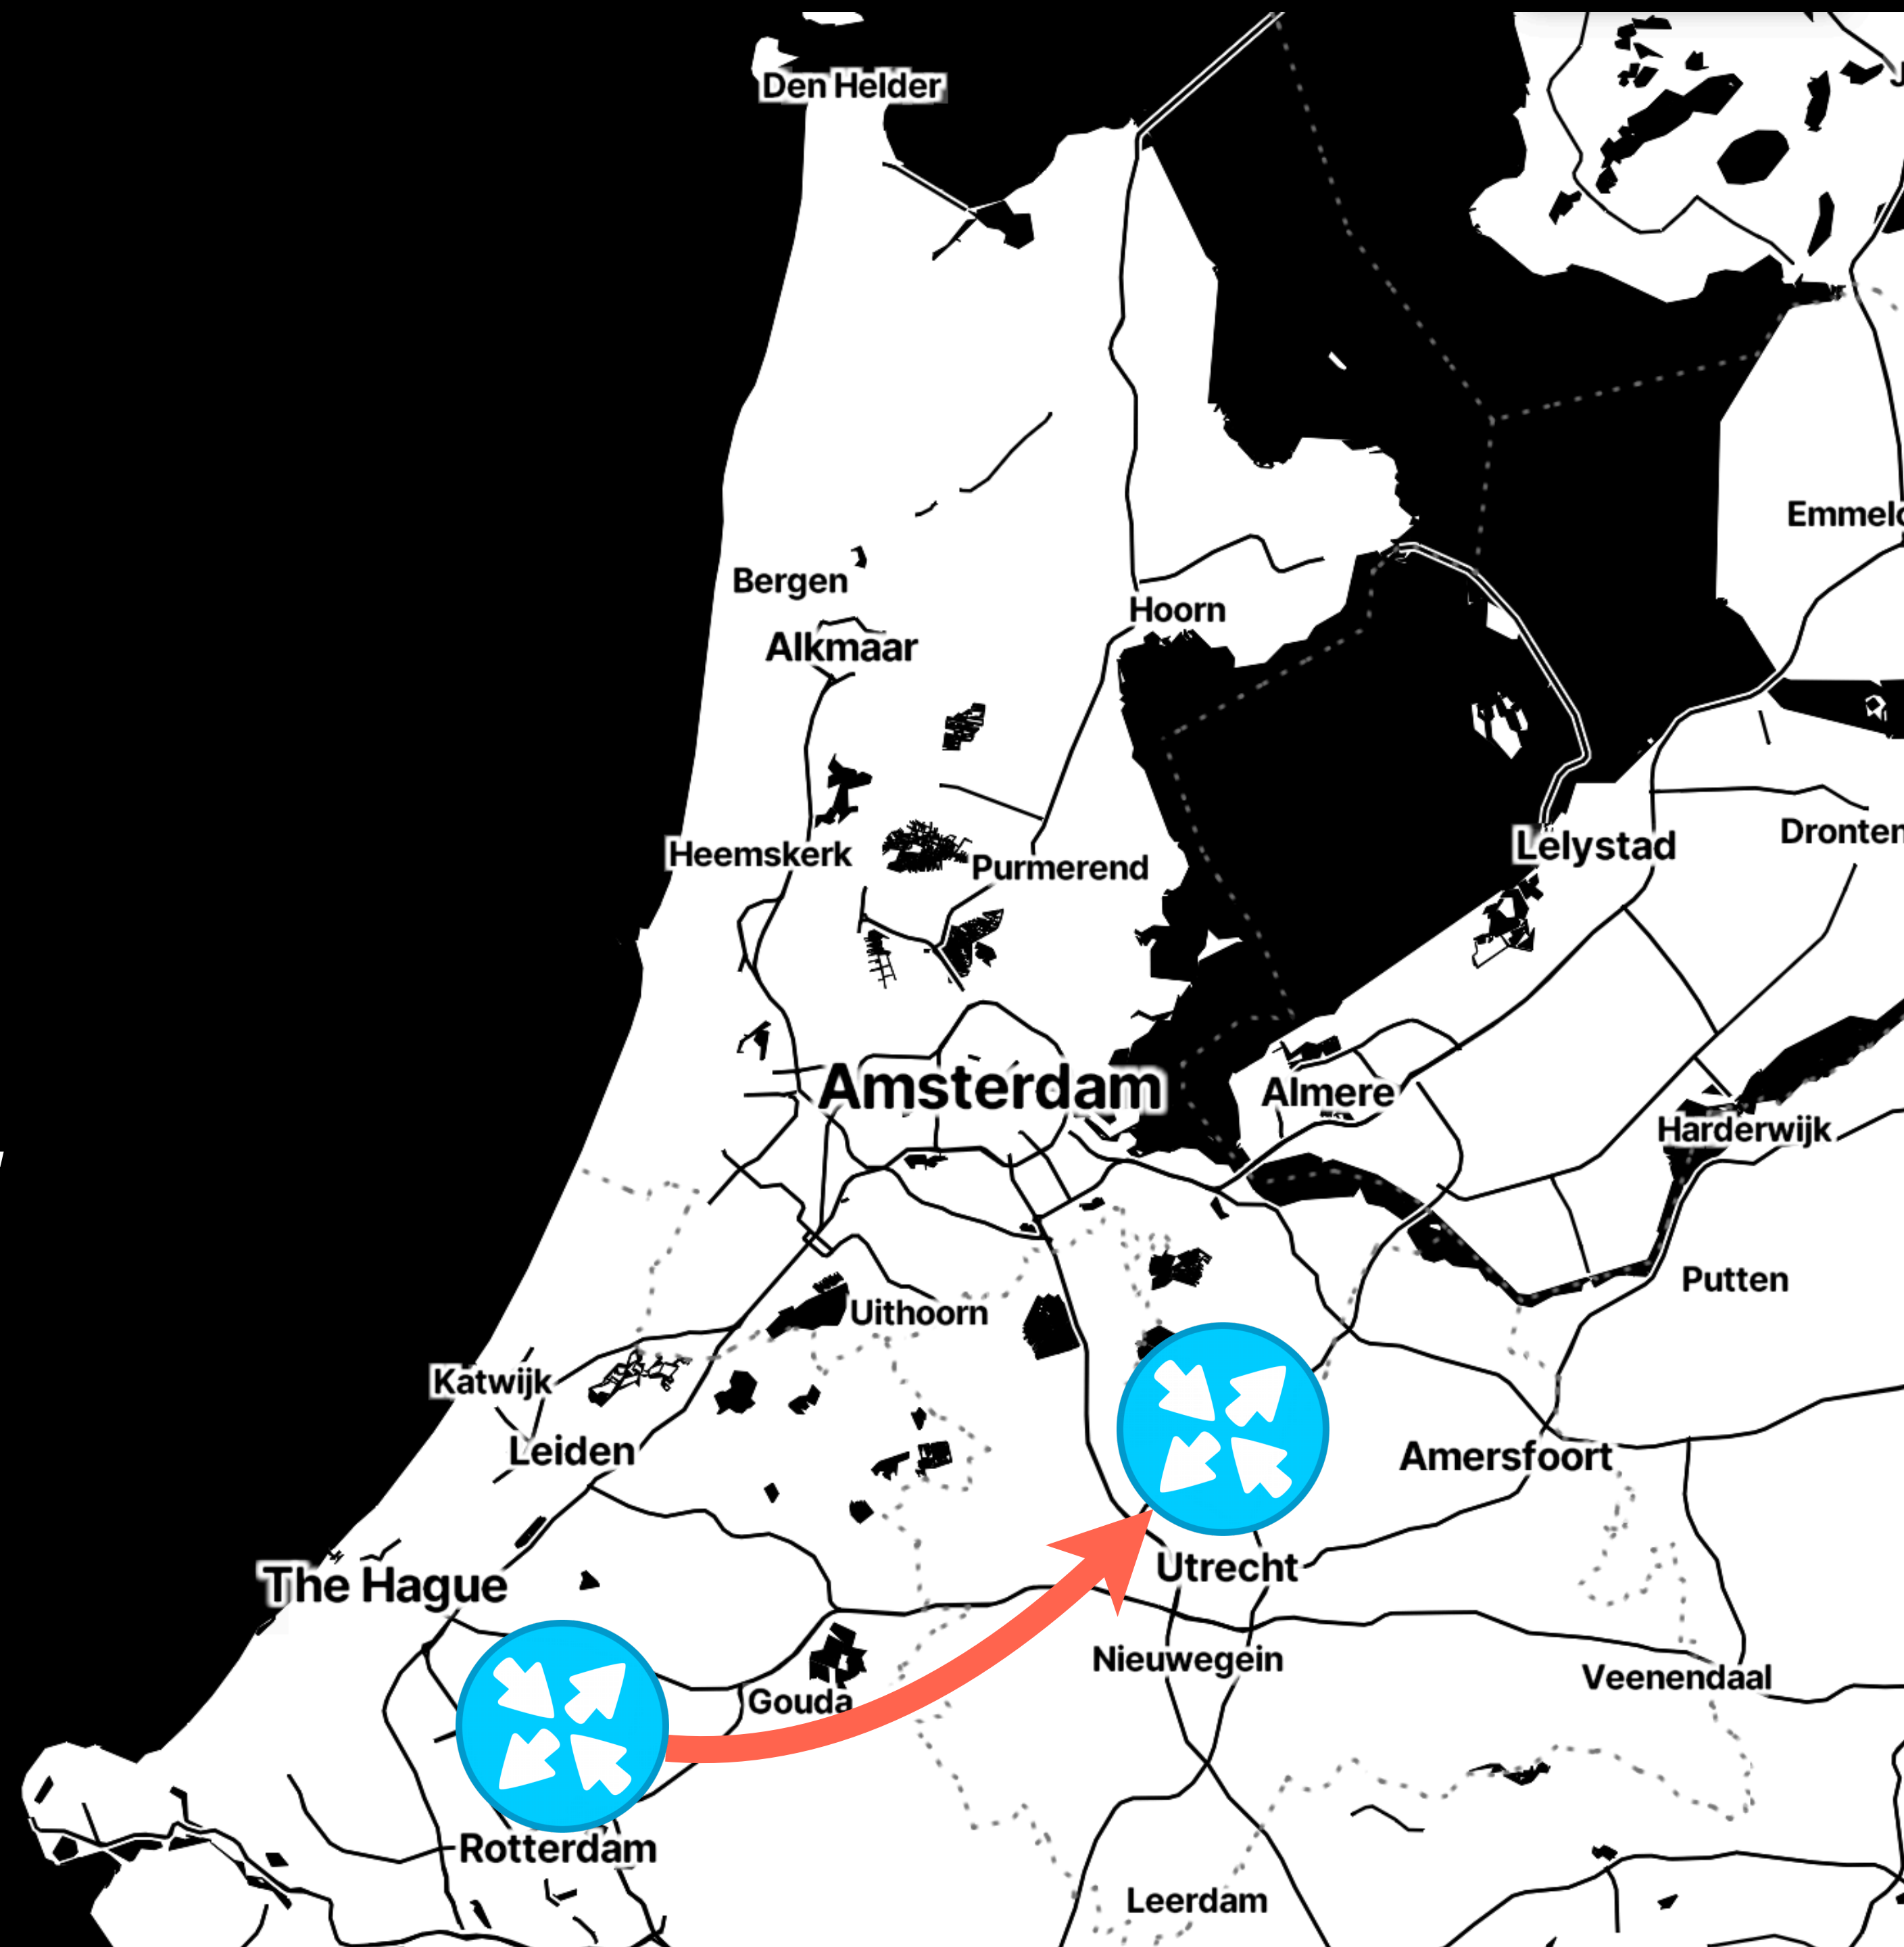 Den Helder
Bergen
Alkmaar
Hoorn
Heemskerk
Purmerend
Lelystad
Dronten
Amsterdam
Almere
Harderwijk
Putten
Uithoorn
Katwijk
Leiden
Amersfoort
The Hague
Utrecht
Nieuwegein
Veenendaal
Gouda
Rotterdam
Leerdam